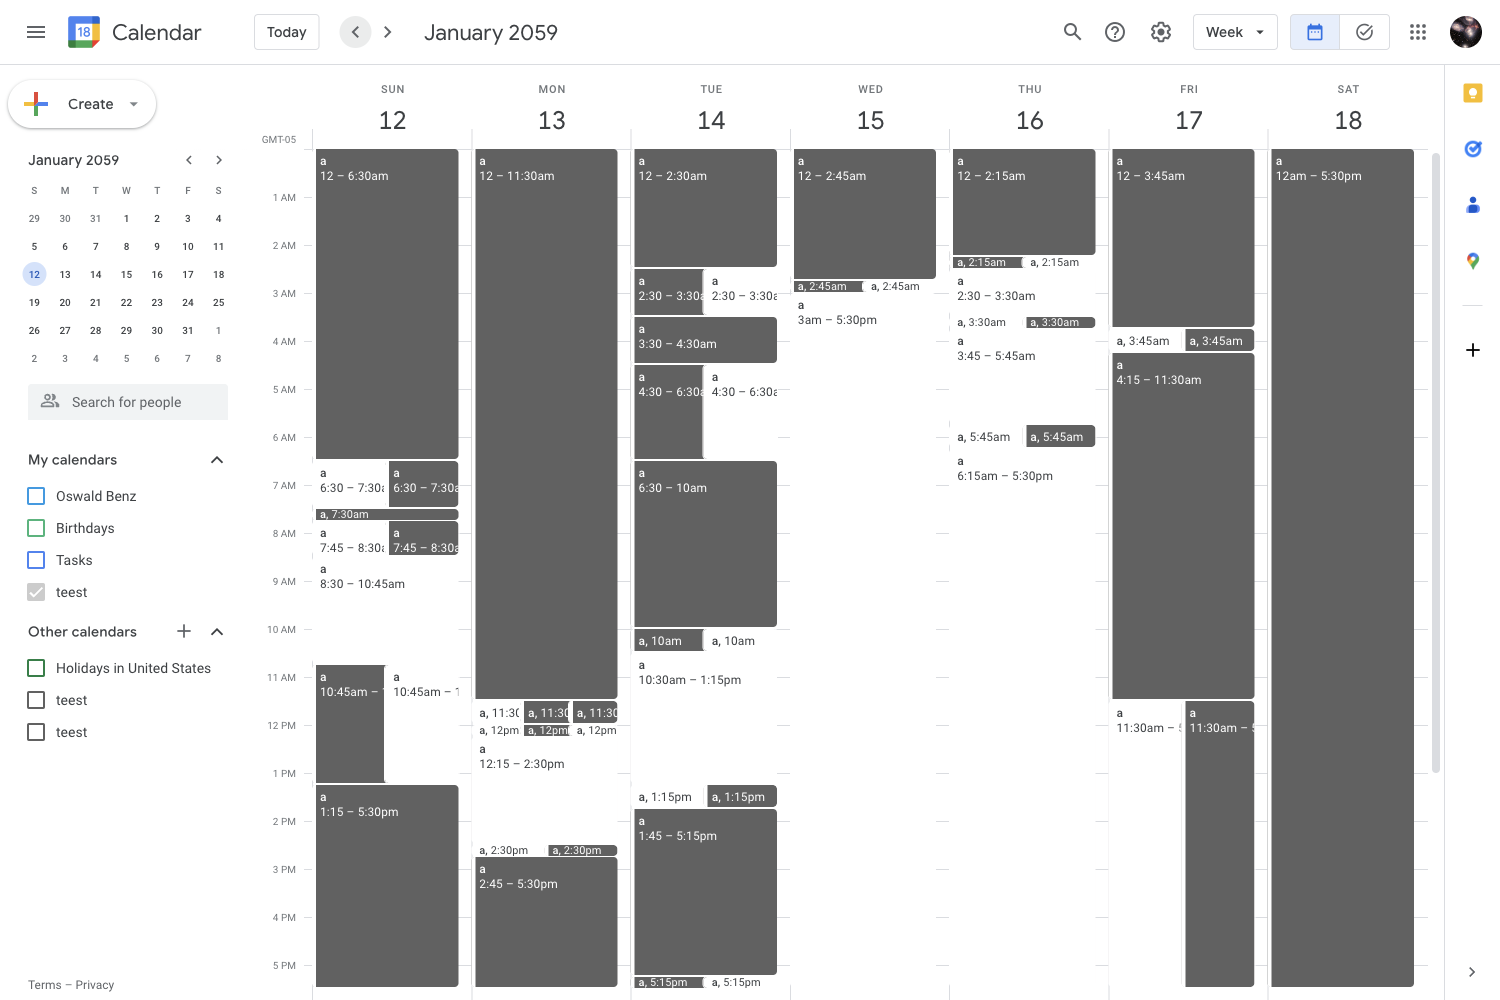 18 Calendar
Today
January 2059
Week
Create
January 2059
S M T W T F S
29 30 31 1 2 3 4
5 6 7 8 9 10 11
12 13 14 15 16 17 18
19 20 21 22 23 24 25
26 27 28 29 30 31 1
2 3 4 5 6 7 8
Search for people
My calendars
Oswald Benz
Birthdays
Tasks
teest
Other calendars
Holidays in United States
teest
teest
Terms – Privacy
GMT-05
1 AM
2 AM
3 AM
4 AM
5 AM
6 AM
7 AM
8 AM
9 AM
10 AM
11 AM
12 PM
1 PM
2 PM
3 PM
4 PM
5 PM
SUN
12
a
12 – 6:30am
a
6:30 – 7:30a
a
6:30 – 7:30a
a, 7:30am
a
7:45 – 8:30a
a
7:45 – 8:30a
a
8:30 – 10:45am
a
10:45am –
a
10:45am – 1
a
1:15 – 5:30pm
MON
13
a
12 – 11:30am
a, 11:30
a, 11:30
a, 11:30
a, 12pm
a, 12pm
a, 12pm
a
12:15 – 2:30pm
a, 2:30pm
a, 2:30pm
a
2:45 – 5:30pm
TUE
14
a
12 – 2:30am
a
2:30 – 3:30a
a
2:30 – 3:30a
a
3:30 – 4:30am
a
4:30 – 6:30a
a
4:30 – 6:30a
a
6:30 – 10am
a, 10am
a, 10am
a
10:30am – 1:15pm
a, 1:15pm
a, 1:15pm
a
1:45 – 5:15pm
a, 5:15pm
a, 5:15pm
WED
15
a
12 – 2:45am
a, 2:45am
a, 2:45am
a
3am – 5:30pm
THU
16
a
12 – 2:15am
a, 2:15am
a, 2:15am
a
2:30 – 3:30am
a, 3:30am
a, 3:30am
a
3:45 – 5:45am
a, 5:45am
a, 5:45am
a
6:15am – 5:30pm
FRI
17
a
12 – 3:45am
a, 3:45am
a, 3:45am
a
4:15 – 11:30am
a
11:30am – 5
a
11:30am – 5
SAT
18
a
12am – 5:30pm